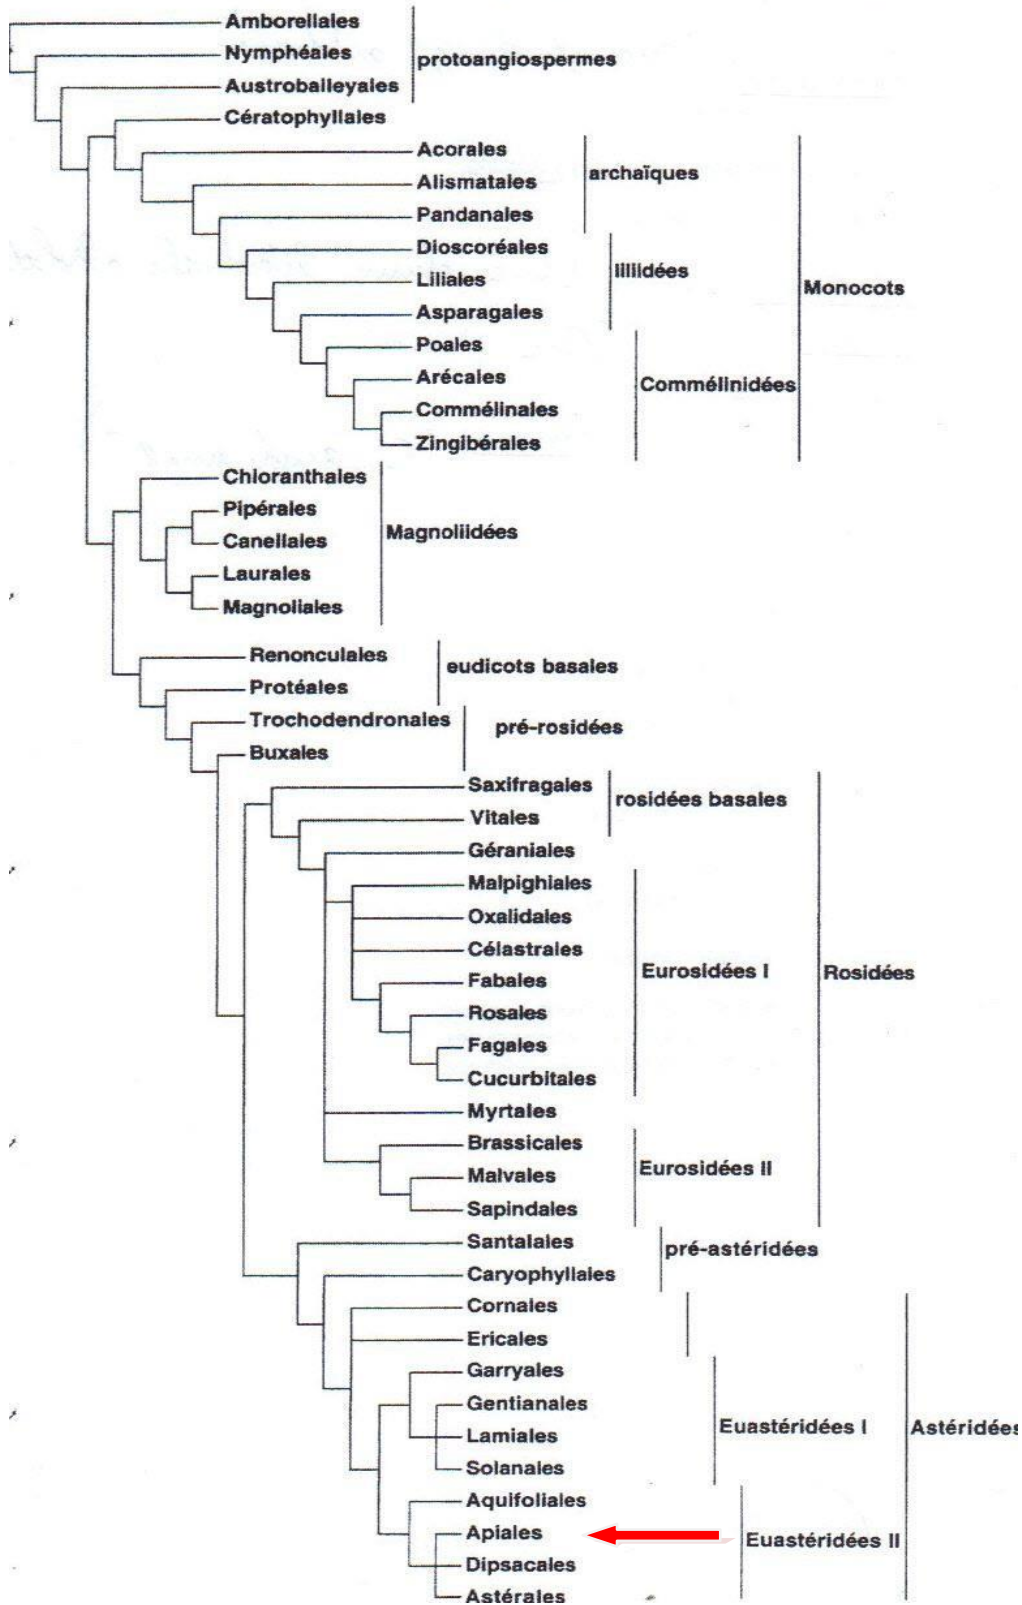 Amborellales
Nymphéales
protoangiospermes
Austrobaileyales
Cératophyllales
Acorales
archaïques
Alismatales
Pandanales
Dioscoréales
liliidées
Liliales
Monocots
Asparagales
Poales
Arécales
Commélinidées
Commélinales
Zingibérales
Chloranthales
Pipérales
Magnoliidées
Canellales
Laurales
Magnoliales
Renonculales
eudicots basales
Protéales
Trochodendronales
pré-rosidées
Buxales
Saxifragales
rosidées basales
Vitales
Géraniales
Malpighiales
Oxalidales
Célastrales
Eurosidées I
Rosidées
Fabales
Rosales
Fagales
Cucurbitales
Myrtales
Brassicales
Eurosidées II
Malvales
Sapindales
Santalales
pré-astéridées
Caryophyllales
Cornales
Ericales
Garryales
Gentianales
Euastéridées I
Astéridées
Lamiales
Solanales
Aquifoliales
Apiales
Euastéridées II
Dipsacales
Astérales